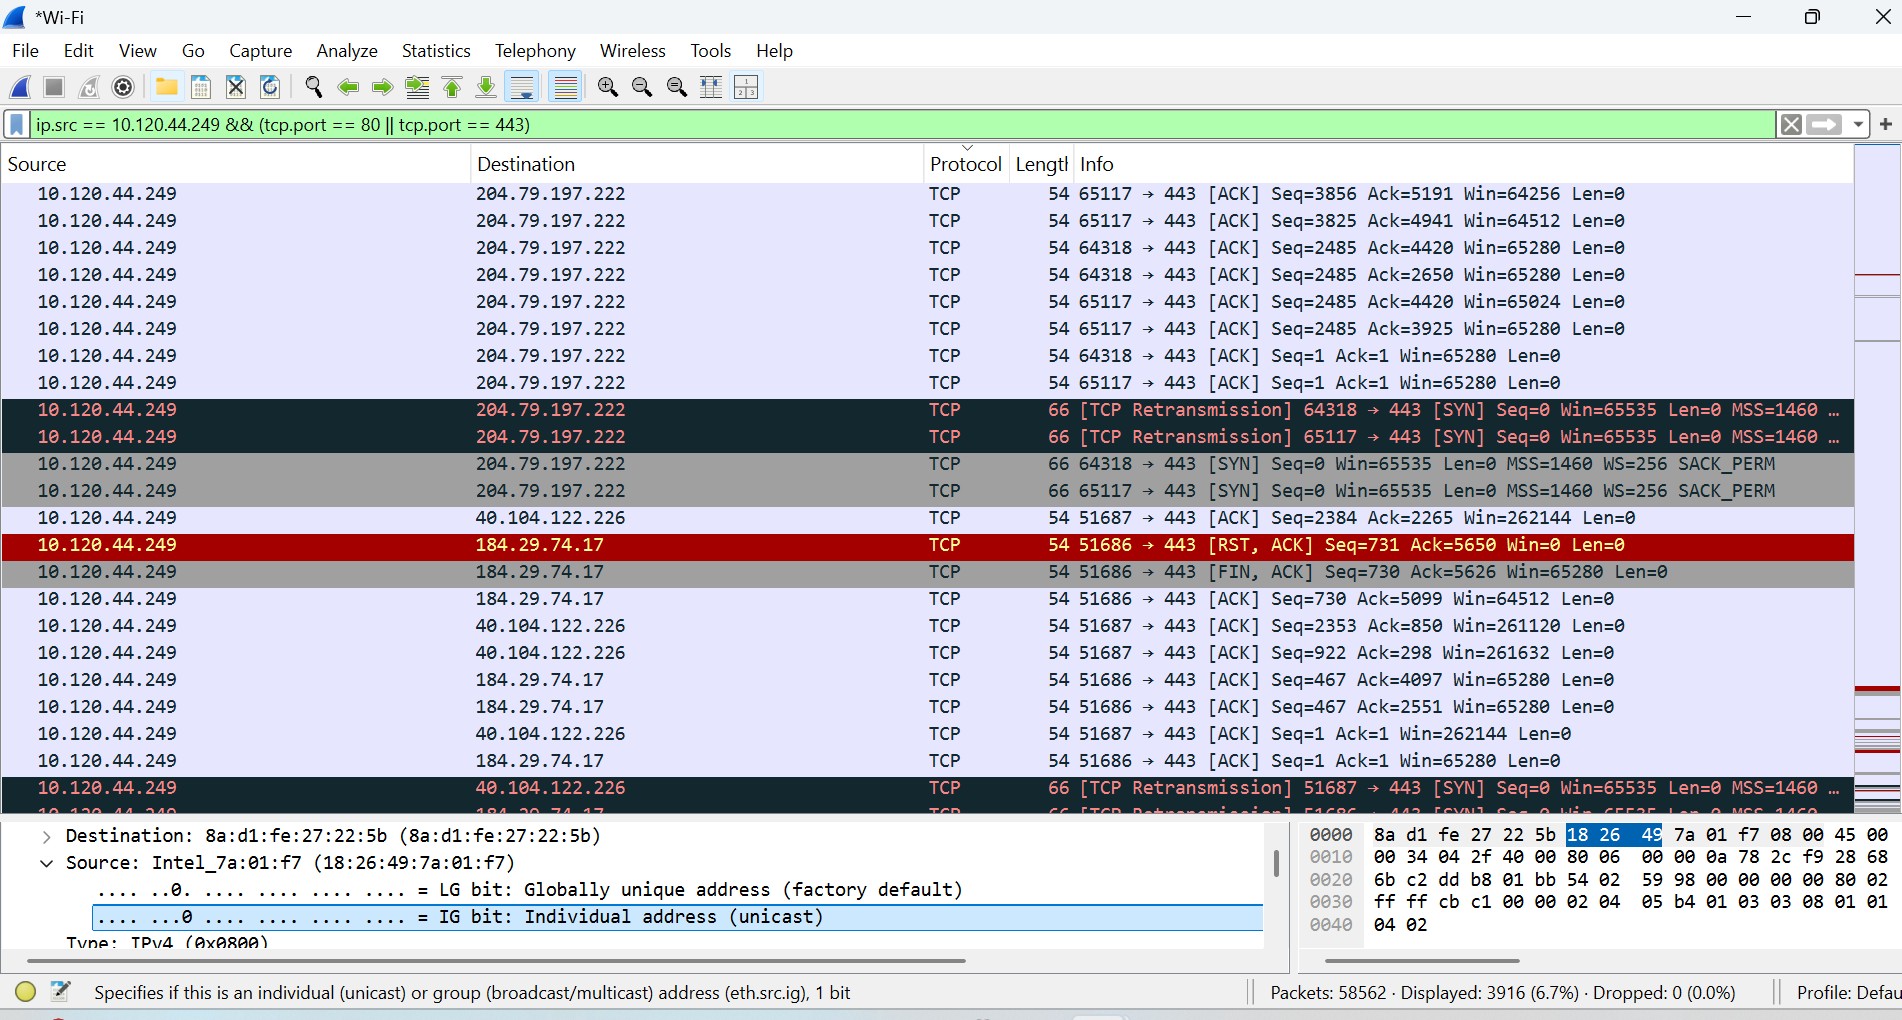 *Wi-Fi
File Edit View Go Capture Analyze Statistics Telephony Wireless Tools Help
ip.src == 10.120.44.249 && (tcp.port == 80 || tcp.port == 443)
Source Destination Protocol Lengtl Info
10.120.44.249 204.79.197.222 TCP 54 65117 → 443 [ACK] Seq=3856 Ack=5191 Win=64256 Len=0
10.120.44.249 204.79.197.222 TCP 54 65117 → 443 [ACK] Seq=3825 Ack=4941 Win=64512 Len=0
10.120.44.249 204.79.197.222 TCP 54 64318 → 443 [ACK] Seq=2485 Ack=4420 Win=65280 Len=0
10.120.44.249 204.79.197.222 TCP 54 64318 → 443 [ACK] Seq=2485 Ack=2650 Win=65280 Len=0
10.120.44.249 204.79.197.222 TCP 54 65117 → 443 [ACK] Seq=2485 Ack=4420 Win=65024 Len=0
10.120.44.249 204.79.197.222 TCP 54 65117 → 443 [ACK] Seq=2485 Ack=3925 Win=65280 Len=0
10.120.44.249 204.79.197.222 TCP 54 64318 → 443 [ACK] Seq=1 Ack=1 Win=65280 Len=0
10.120.44.249 204.79.197.222 TCP 54 65117 → 443 [ACK] Seq=1 Ack=1 Win=65280 Len=0
10.120.44.249 204.79.197.222 TCP 66 [TCP Retransmission] 64318 → 443 [SYN] Seq=0 Win=65535 Len=0 MSS=1460 …
10.120.44.249 204.79.197.222 TCP 66 [TCP Retransmission] 65117 → 443 [SYN] Seq=0 Win=65535 Len=0 MSS=1460 …
10.120.44.249 204.79.197.222 TCP 66 64318 → 443 [SYN] Seq=0 Win=65535 Len=0 MSS=1460 WS=256 SACK_PERM
10.120.44.249 204.79.197.222 TCP 66 65117 → 443 [SYN] Seq=0 Win=65535 Len=0 MSS=1460 WS=256 SACK_PERM
10.120.44.249 40.104.122.226 TCP 54 51687 → 443 [ACK] Seq=2384 Ack=2265 Win=262144 Len=0
10.120.44.249 184.29.74.17 TCP 54 51686 → 443 [RST, ACK] Seq=731 Ack=5650 Win=0 Len=0
10.120.44.249 184.29.74.17 TCP 54 51686 → 443 [FIN, ACK] Seq=730 Ack=5626 Win=65280 Len=0
10.120.44.249 184.29.74.17 TCP 54 51686 → 443 [ACK] Seq=730 Ack=5099 Win=64512 Len=0
10.120.44.249 40.104.122.226 TCP 54 51687 → 443 [ACK] Seq=2353 Ack=850 Win=261120 Len=0
10.120.44.249 40.104.122.226 TCP 54 51687 → 443 [ACK] Seq=922 Ack=298 Win=261632 Len=0
10.120.44.249 184.29.74.17 TCP 54 51686 → 443 [ACK] Seq=467 Ack=4097 Win=65280 Len=0
10.120.44.249 184.29.74.17 TCP 54 51686 → 443 [ACK] Seq=467 Ack=2551 Win=65280 Len=0
10.120.44.249 40.104.122.226 TCP 54 51687 → 443 [ACK] Seq=1 Ack=1 Win=262144 Len=0
10.120.44.249 184.29.74.17 TCP 54 51686 → 443 [ACK] Seq=1 Ack=1 Win=65280 Len=0
10.120.44.249 40.104.122.226 TCP 66 [TCP Retransmission] 51687 → 443 [SYN] Seq=0 Win=65535 Len=0 MSS=1460 …
Destination: 8a:d1:fe:27:22:5b (8a:d1:fe:27:22:5b)
Source: Intel_7a:01:f7 (18:26:49:7a:01:f7)
.... ..0. .... .... .... .... = LG bit: Globally unique address (factory default)
.... ...0 .... .... .... .... = IG bit: Individual address (unicast)
Type: IPv4 (0x0800)
0000 8a d1 fe 27 22 5b 18 26 49 7a 01 f7 08 00 45 00
0010 00 34 04 2f 40 00 80 06 00 00 0a 78 2c f9 28 68
0020 6b c2 dd b8 01 bb 54 02 59 98 00 00 00 00 80 02
0030 ff ff cb c1 00 00 02 04 05 b4 01 03 03 08 01 01
0040 04 02
Specifies if this is an individual (unicast) or group (broadcast/multicast) address (eth.src.ig), 1 bit
Packets: 58562 · Displayed: 3916 (6.7%) · Dropped: 0 (0.0%)
Profile: Defau